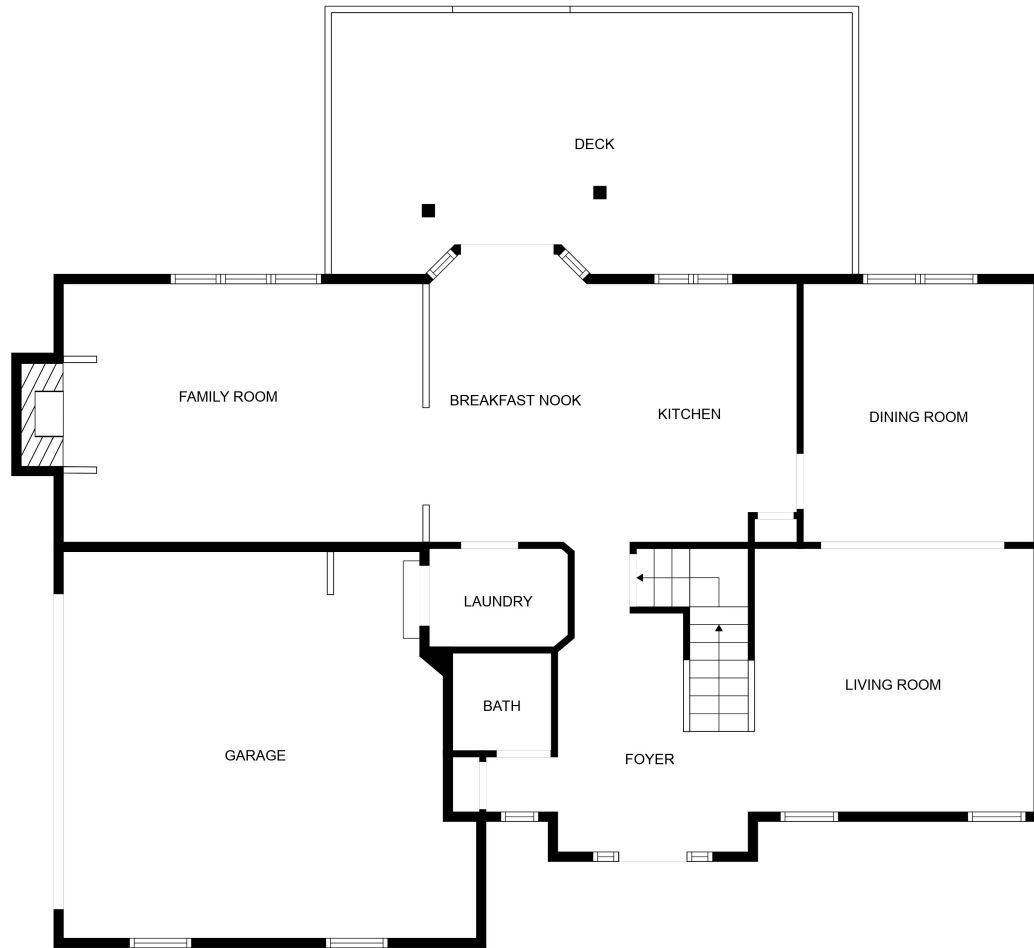 DECK
FAMILY ROOM
BREAKFAST NOOK
KITCHEN
DINING ROOM
LAUNDRY
LIVING ROOM
BATH
GARAGE
FOYER